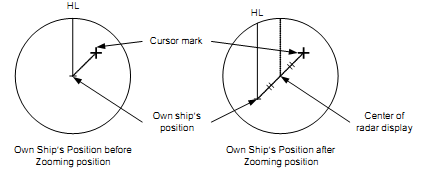 HL
HL
Cursor mark
Own ship's
position
Center of
radar display
Own Ship's Position before
Zooming position
Own Ship's Position after
Zooming position